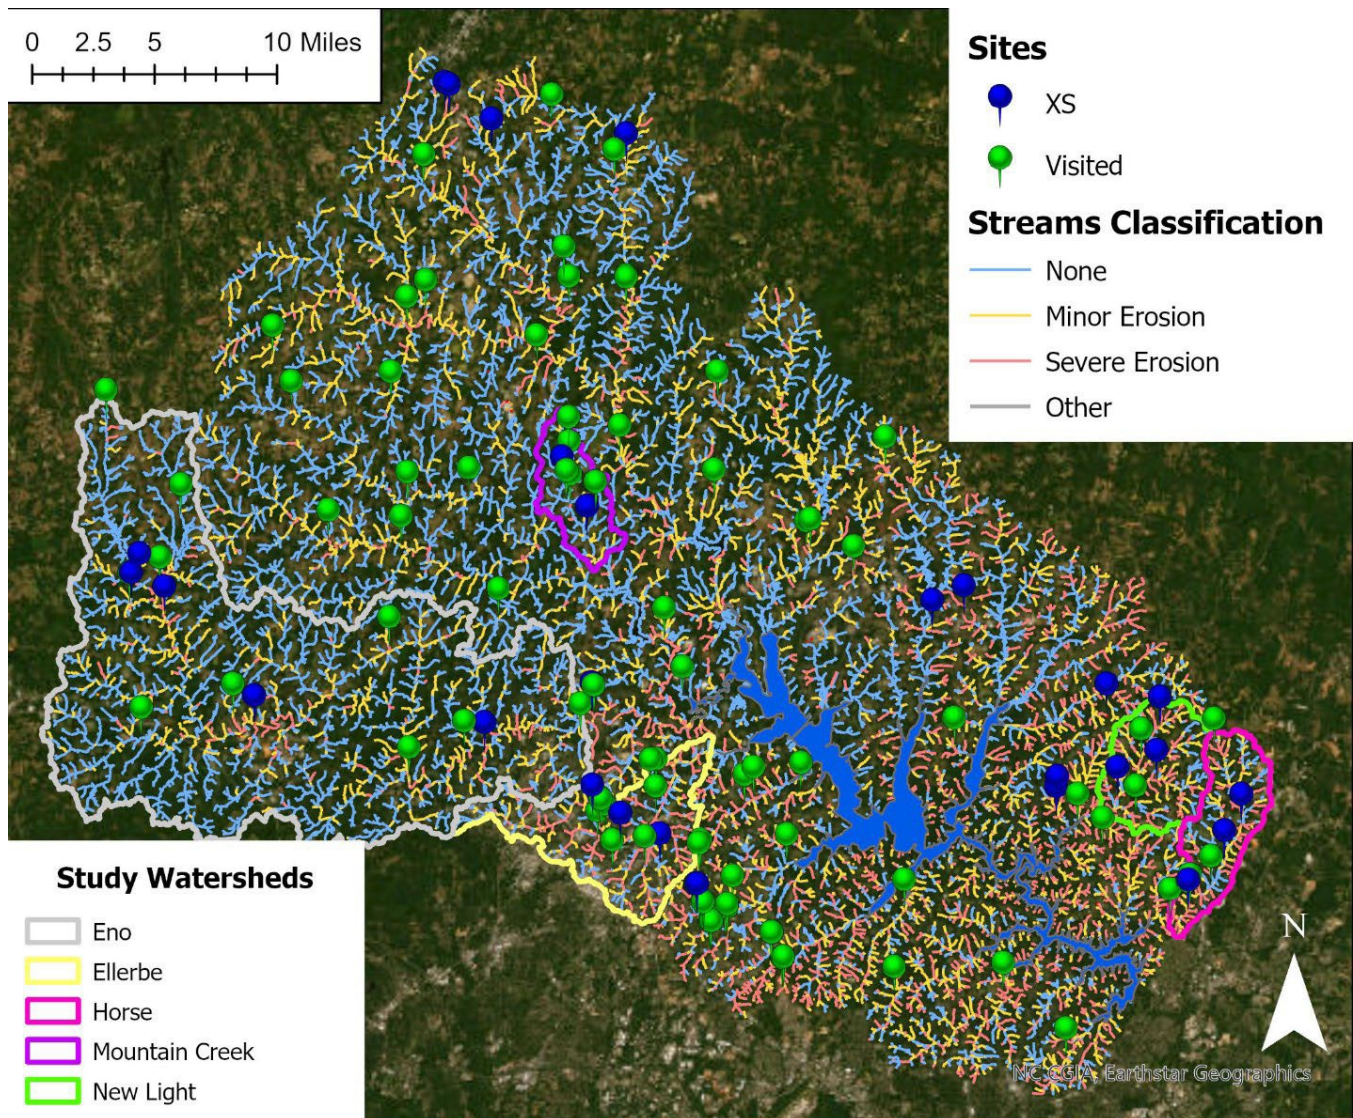 0 2.5 5 10 Miles
Sites
XS
Visited
Streams Classification
None
Minor Erosion
Severe Erosion
Other
Study Watersheds
Eno
Ellerbe
Horse
Mountain Creek
New Light
N
NC CGIA, Earthstar Geographics